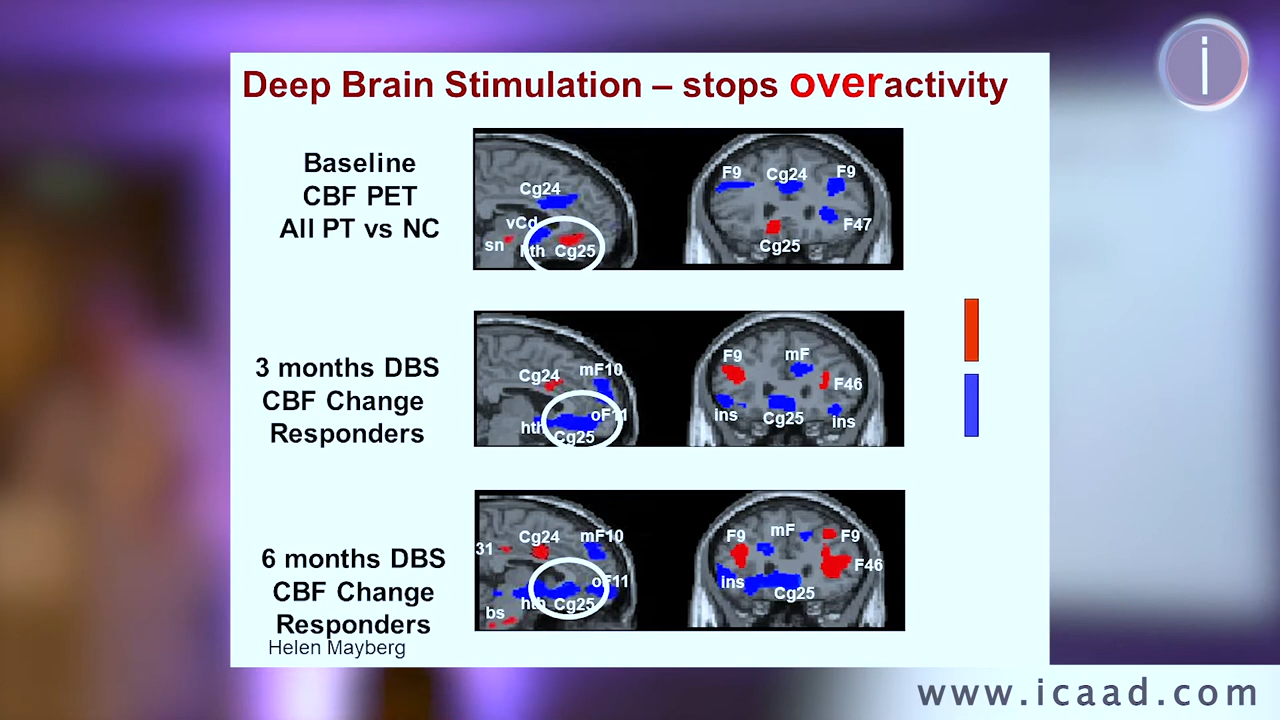 i
Deep Brain Stimulation – stops overactivity
Baseline
CBF PET
All PT vs NC
Cg24
vCd
sn
hth
Cg25
F9
Cg24
F9
F47
Cg25
3 months DBS
CBF Change
Responders
Cg24
mF10
oF11
hth
Cg25
F9
mF
F46
ins
Cg25
ins
6 months DBS
CBF Change
Responders
31
Cg24
mF10
oF11
hth
Cg25
bs
F9
mF
F9
F46
ins
Cg25
Helen Mayberg
www.icaad.com